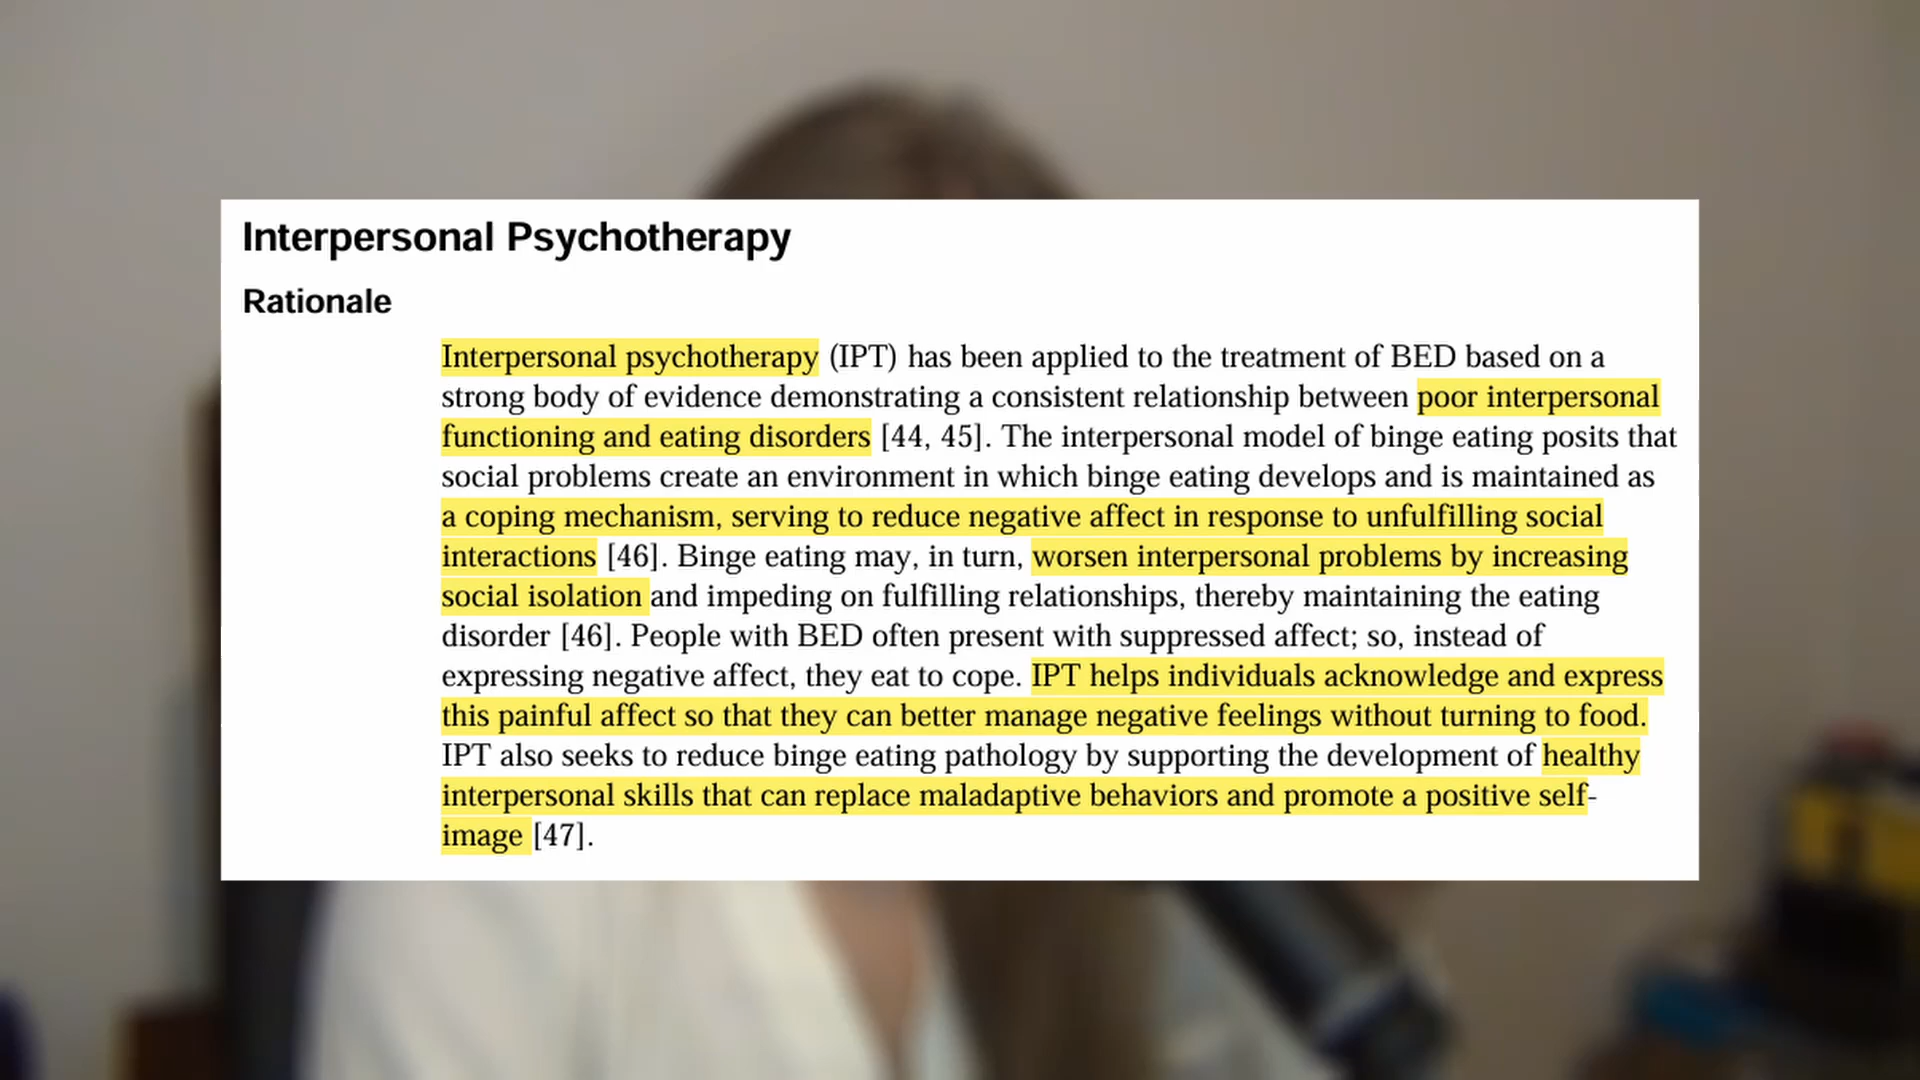 Interpersonal Psychotherapy
Rationale
Interpersonal psychotherapy (IPT) has been applied to the treatment of BED based on a
strong body of evidence demonstrating a consistent relationship between poor interpersonal
functioning and eating disorders [44, 45]. The interpersonal model of binge eating posits that
social problems create an environment in which binge eating develops and is maintained as
a coping mechanism, serving to reduce negative affect in response to unfulfilling social
interactions [46]. Binge eating may, in turn, worsen interpersonal problems by increasing
social isolation and impeding on fulfilling relationships, thereby maintaining the eating
disorder [46]. People with BED often present with suppressed affect; so, instead of
expressing negative affect, they eat to cope. IPT helps individuals acknowledge and express
this painful affect so that they can better manage negative feelings without turning to food.
IPT also seeks to reduce binge eating pathology by supporting the development of healthy
interpersonal skills that can replace maladaptive behaviors and promote a positive self-
image [47].